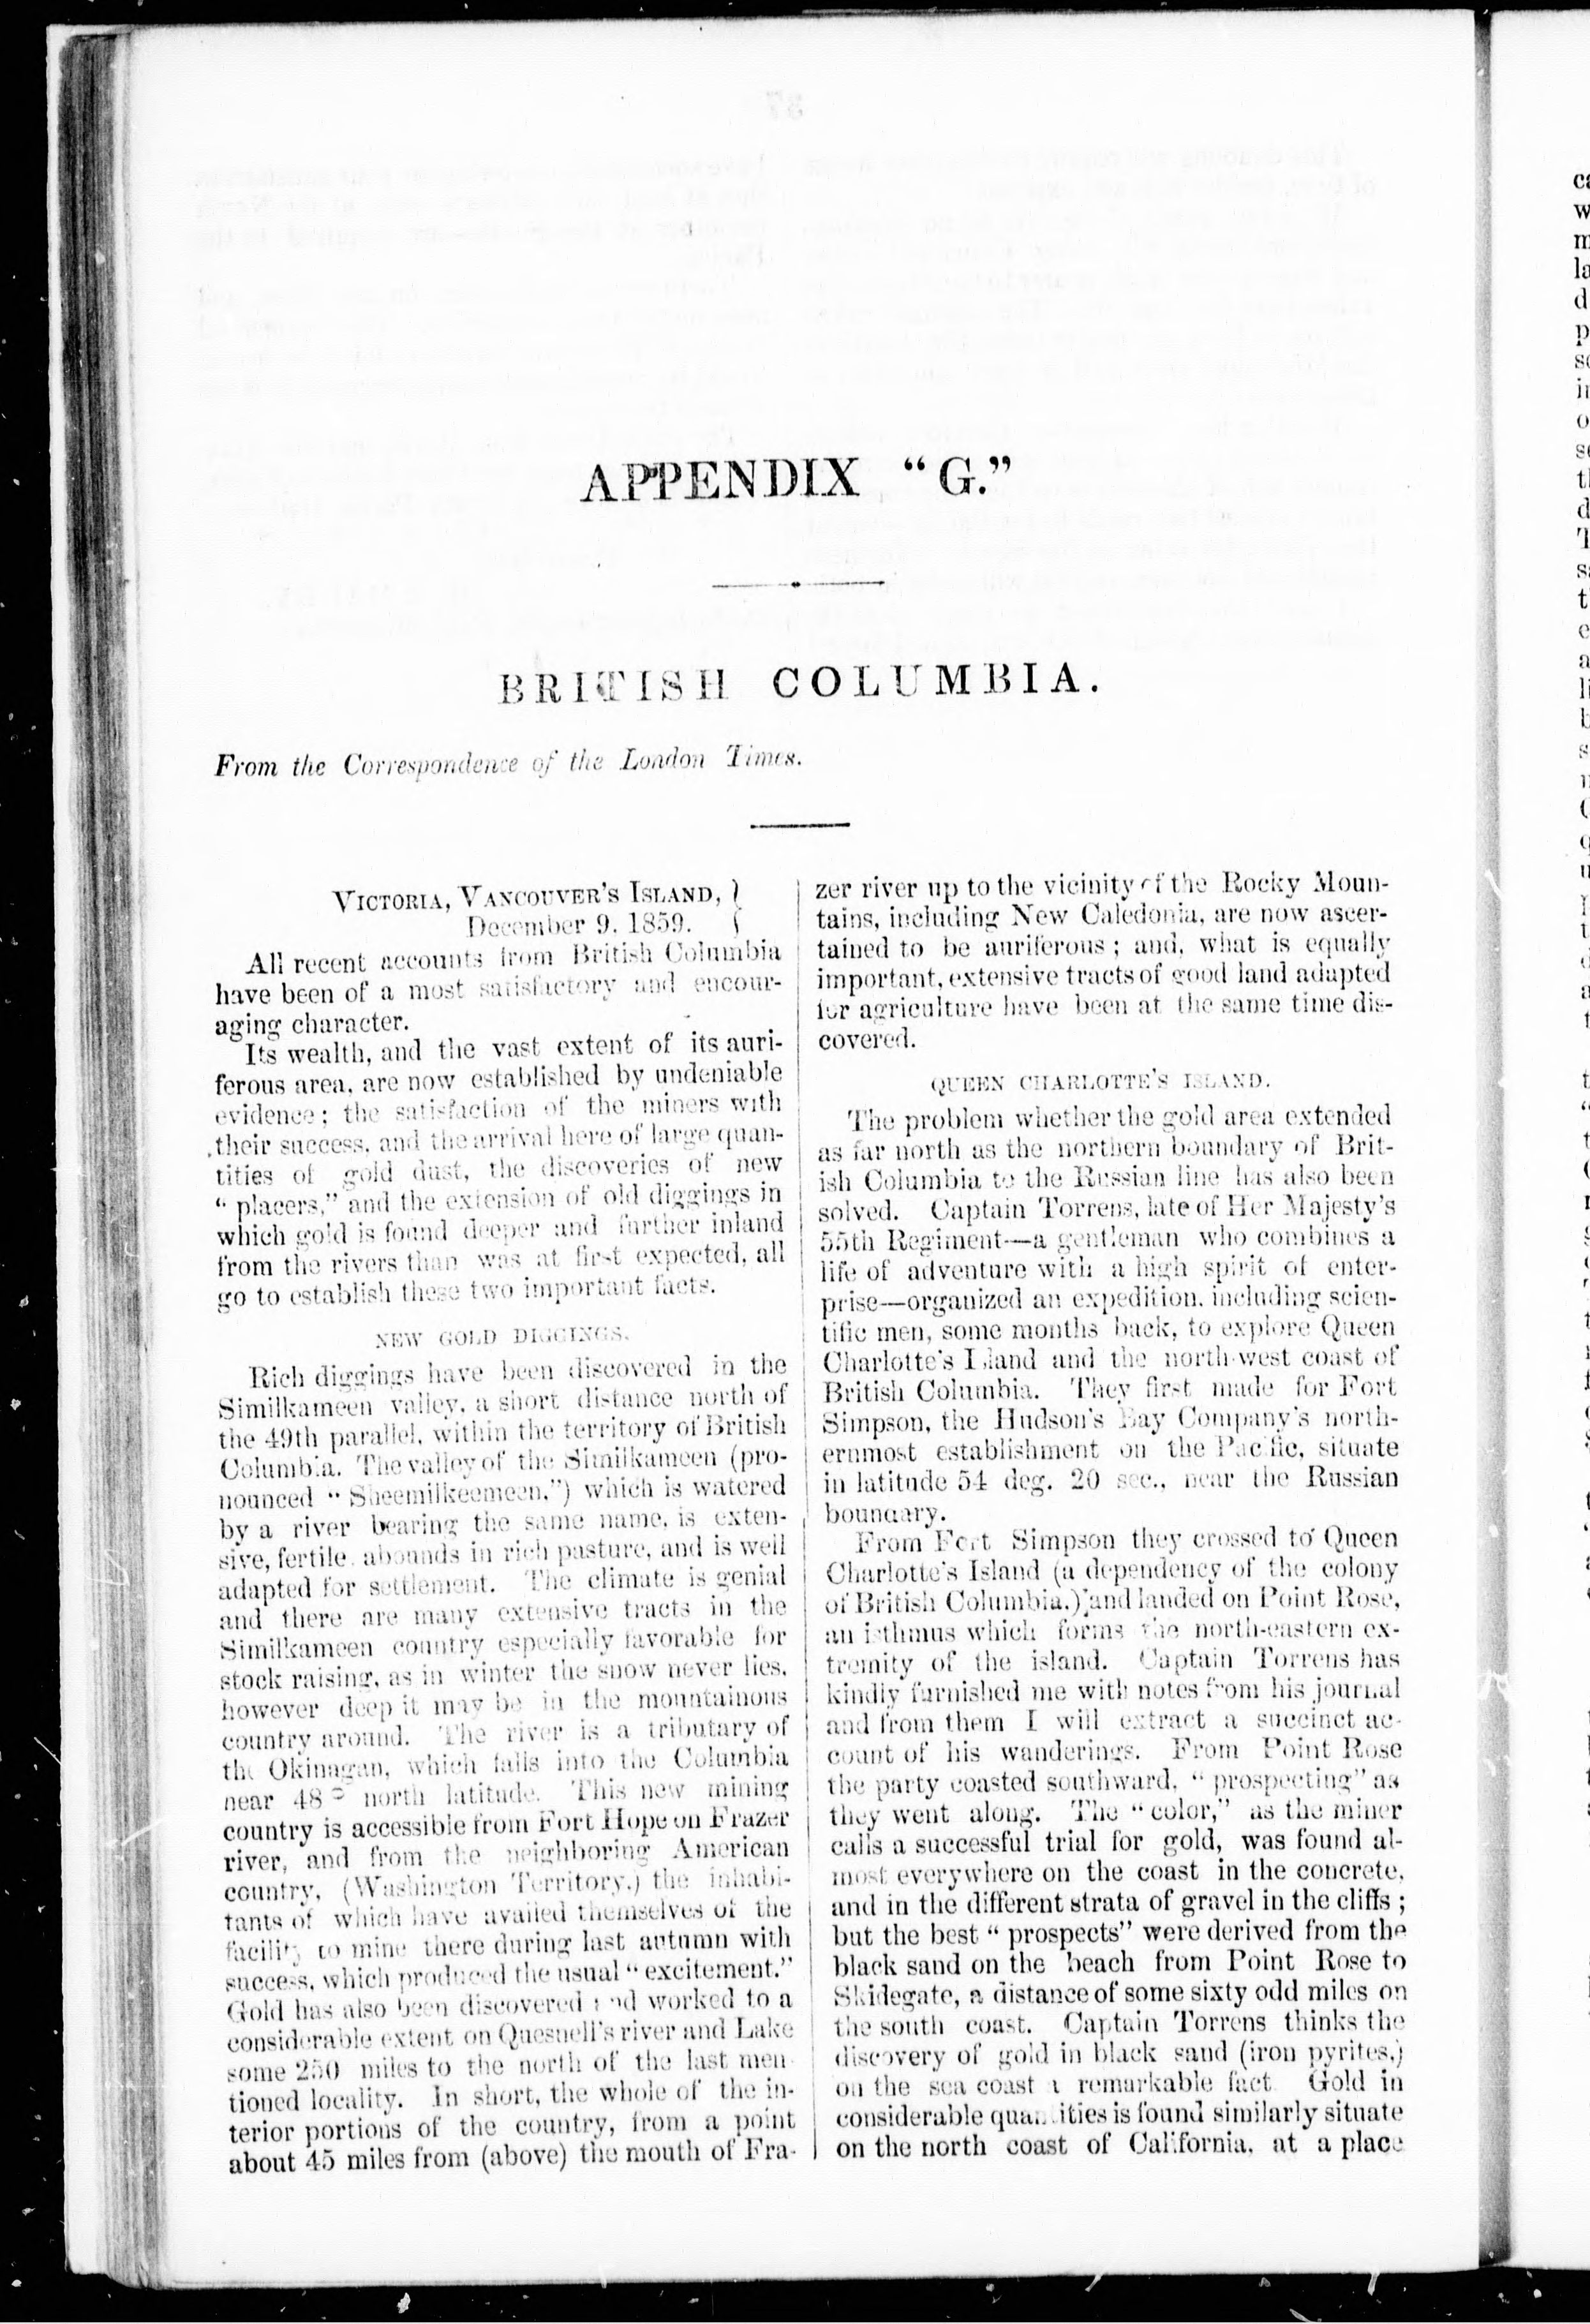 APPENDIX "G."
BRITISH COLUMBIA.
From the Correspondence of the London Times.
VICTORIA, VANCOUVER'S ISLAND, }
December 9. 1859.
All recent accounts from British Columbia
have been of a most satisfactory and encour-
aging character.
Its wealth, and the vast extent of its auri-
ferous area, are now established by undeniable
evidence; the satisfaction of the miners with
their success, and the arrival here of large quan-
tities of gold dust, the discoveries of new
" placers," and the extension of old diggings in
which gold is found deeper and further inland
from the rivers than was at first expected, all
go to establish these two important facts.
NEW GOLD DIGGINGS.
Rich diggings have been discovered in the
Similkameen valley, a short distance north of
the 49th parallel, within the territory of British
Columbia. The valley of the Similkameen (pro-
nounced " Sheemilkeemeen,") which is watered
by a river bearing the same name, is exten-
sive, fertile, abounds in rich pasture, and is well
adapted for settlement. The climate is genial
and there are many extensive tracts in the
Similkameen country especially favorable for
stock raising, as in winter the snow never lies,
however deep it may be in the mountainous
country around. The river is a tributary of
the Okinagan, which falls into the Columbia
near 48° north latitude. This new mining
country is accessible from Fort Hope on Frazer
river, and from the neighboring American
country, (Washington Territory,) the inhabi-
tants of which have availed themselves of the
facility to mine there during last autumn with
success, which produced the usual " excitement."
Gold has also been discovered and worked to a
considerable extent on Quesnell's river and Lake
some 250 miles to the north of the last men-
tioned locality. In short, the whole of the in-
terior portions of the country, from a point
about 45 miles from (above) the mouth of Fra-
zer river up to the vicinity of the Rocky Moun-
tains, including New Caledonia, are now ascer-
tained to be auriferous; and, what is equally
important, extensive tracts of good land adapted
for agriculture have been at the same time dis-
covered.
QUEEN CHARLOTTE'S ISLAND.
The problem whether the gold area extended
as far north as the northern boundary of Brit-
ish Columbia to the Russian line has also been
solved. Captain Torrens, late of Her Majesty's
55th Regiment—a gentleman who combines a
life of adventure with a high spirit of enter-
prise—organized an expedition, including scien-
tific men, some months back, to explore Queen
Charlotte's Island and the north-west coast of
British Columbia. They first made for Fort
Simpson, the Hudson's Bay Company's north-
ernmost establishment on the Pacific, situate
in latitude 54 deg. 20 sec., near the Russian
boundary.
From Fort Simpson they crossed to Queen
Charlotte's Island (a dependency of the colony
of British Columbia,) and landed on Point Rose,
an isthmus which forms the north-eastern ex-
tremity of the island. Captain Torrens has
kindly furnished me with notes from his journal
and from them I will extract a succinct ac-
count of his wanderings. From Point Rose
the party coasted southward, " prospecting" as
they went along. The " color," as the miner
calls a successful trial for gold, was found al-
most everywhere on the coast in the concrete,
and in the different strata of gravel in the cliffs;
but the best " prospects" were derived from the
black sand on the beach from Point Rose to
Skidegate, a distance of some sixty odd miles on
the south coast. Captain Torrens thinks the
discovery of gold in black sand (iron pyrites,)
on the sea coast a remarkable fact Gold in
considerable quantities is found similarly situate
on the north coast of California, at a place